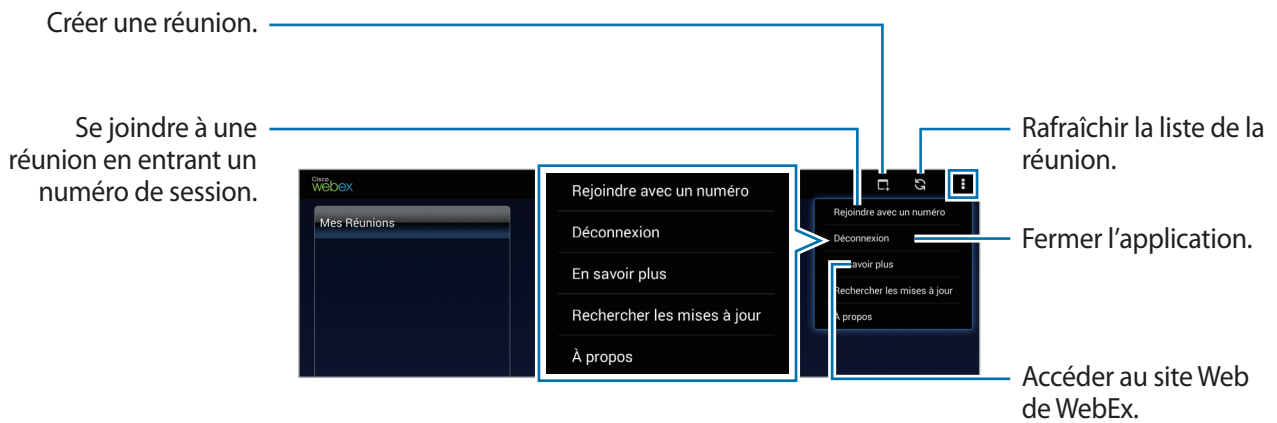 Créer une réunion.
Se joindre à une
réunion en entrant un
numéro de session.
Rafraîchir la liste de la
réunion.
Fermer l'application.
Accéder au site Web
de WebEx.
Cisco
webex
Mes Réunions
Rejoindre avec un numéro
Déconnexion
En savoir plus
Rechercher les mises à jour
À propos
Rejoindre avec un numéro
Déconnexion
savoir plus
Rechercher les mises à jour
À propos